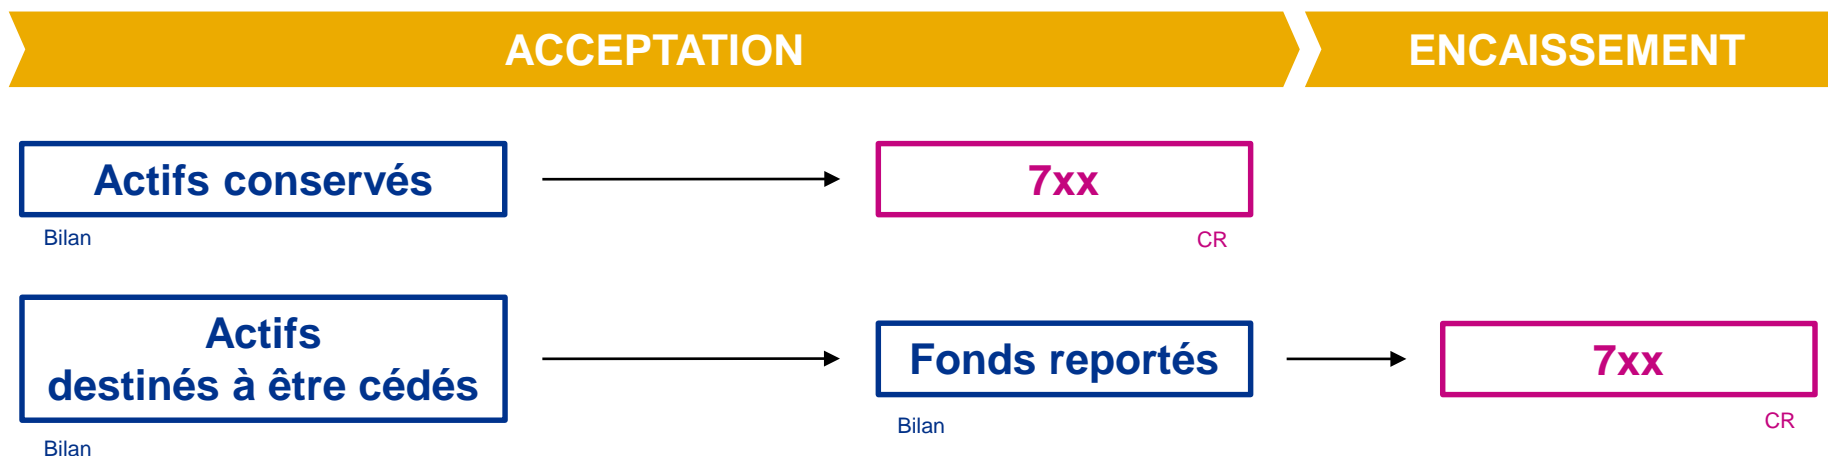 ACCEPTATION
ENCAISSEMENT
Actifs conservés
7xx
Bilan
CR
Actifs
destinés à être cédés
Fonds reportés
7xx
Bilan
Bilan
CR